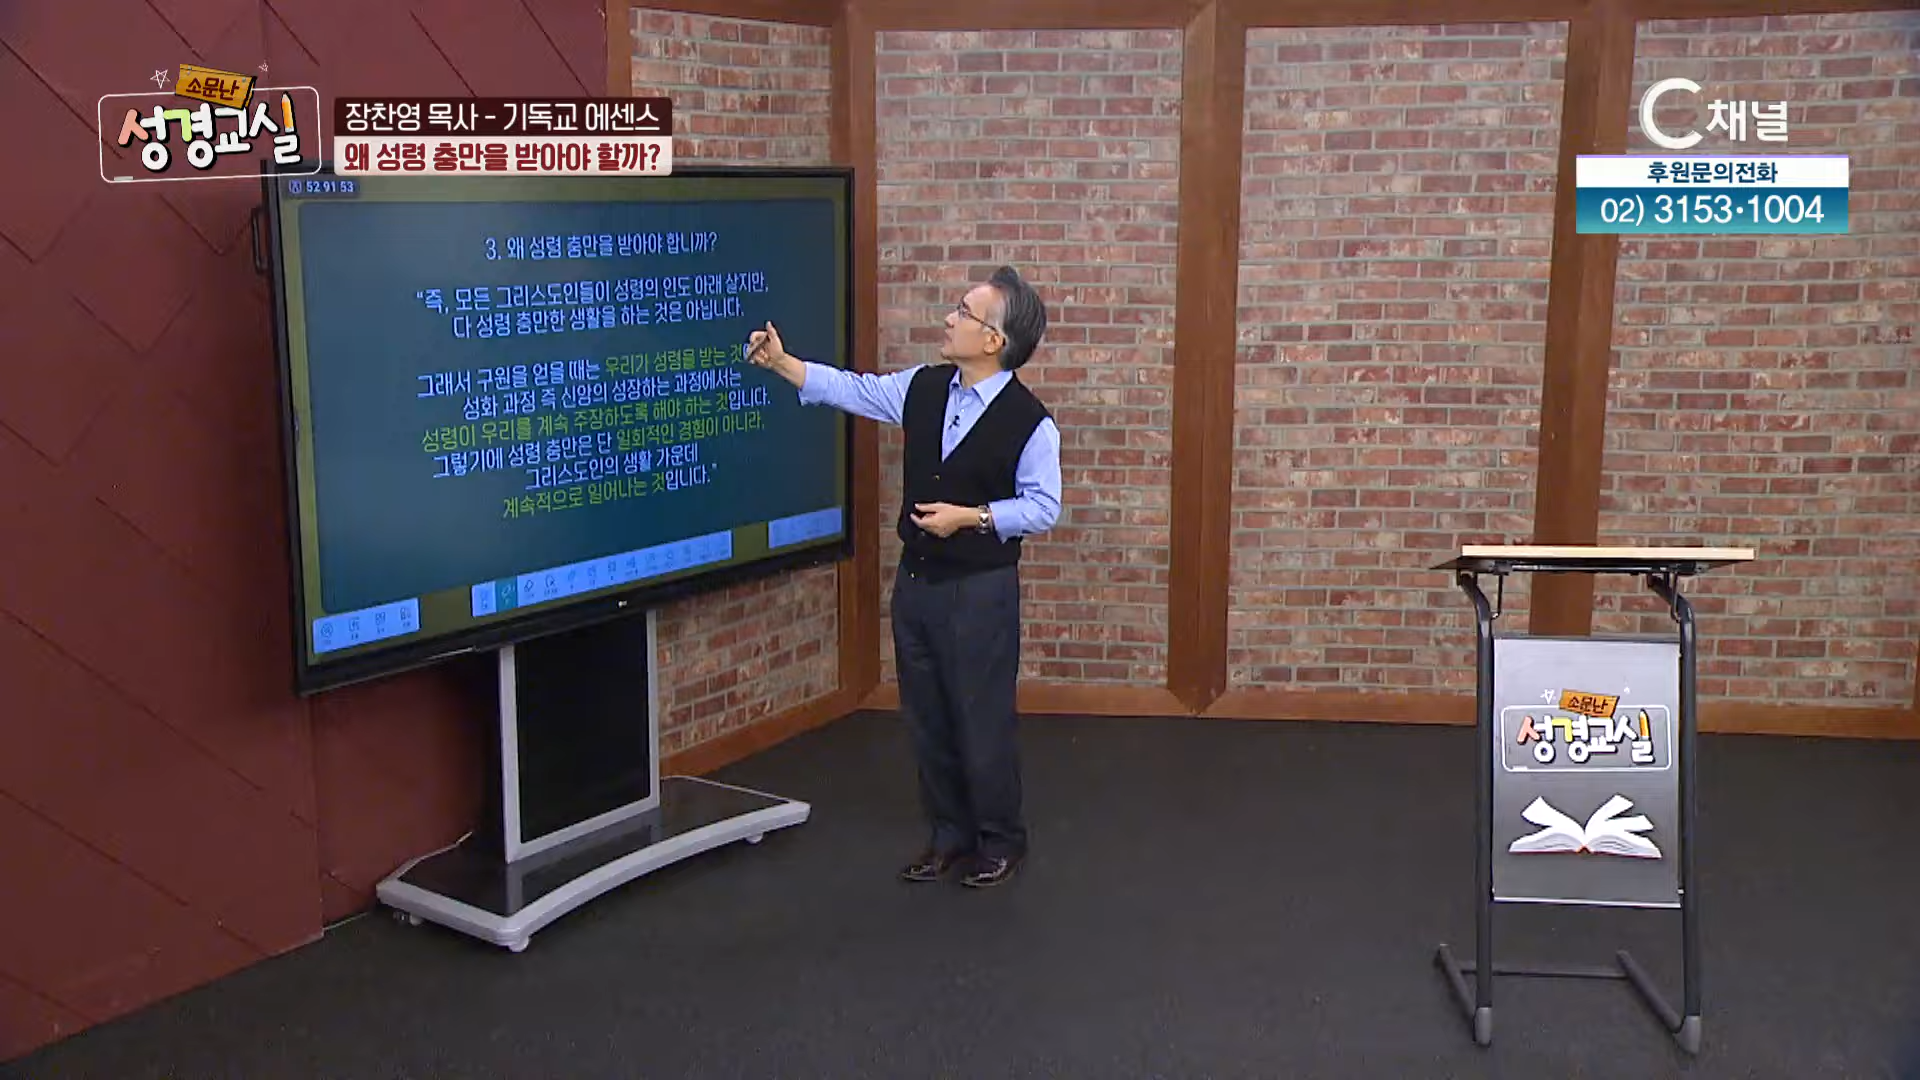 소문난
성경교실
장찬영 목사 - 기독교 에센스
왜 성령 충만을 받아야 할까?
C채널
후원문의전화
02) 3153·1004
52 91 53
3. 왜 성령 충만을 받아야 합니까?
"즉, 모든 그리스도인들이 성령의 인도 아래 살지만,
다 성령 충만한 생활을 하는 것은 아닙니다.
그래서 구원을 얻을 때는 우리가 성령을 받는 것
성화 과정 즉 신앙의 성장하는 과정에서는
성령이 우리를 계속 주장하도록 해야 하는 것입니다.
그렇기에 성령 충만은 단 일회적인 경험이 아니라,
그리스도인의 생활 가운데
계속적으로 일어나는 것입니다."
소문난
성경교실